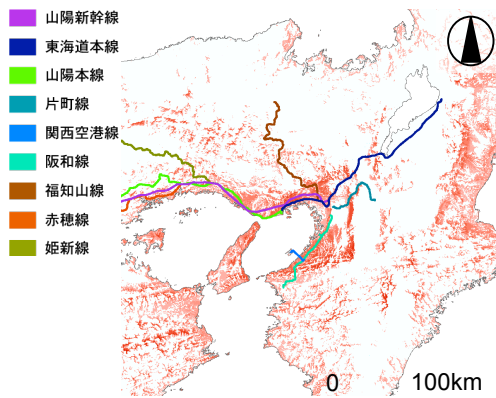 山陽新幹線
東海道本線
山陽本線
片町線
関西空港線
阪和線
福知山線
赤穂線
姫新線
0 100km